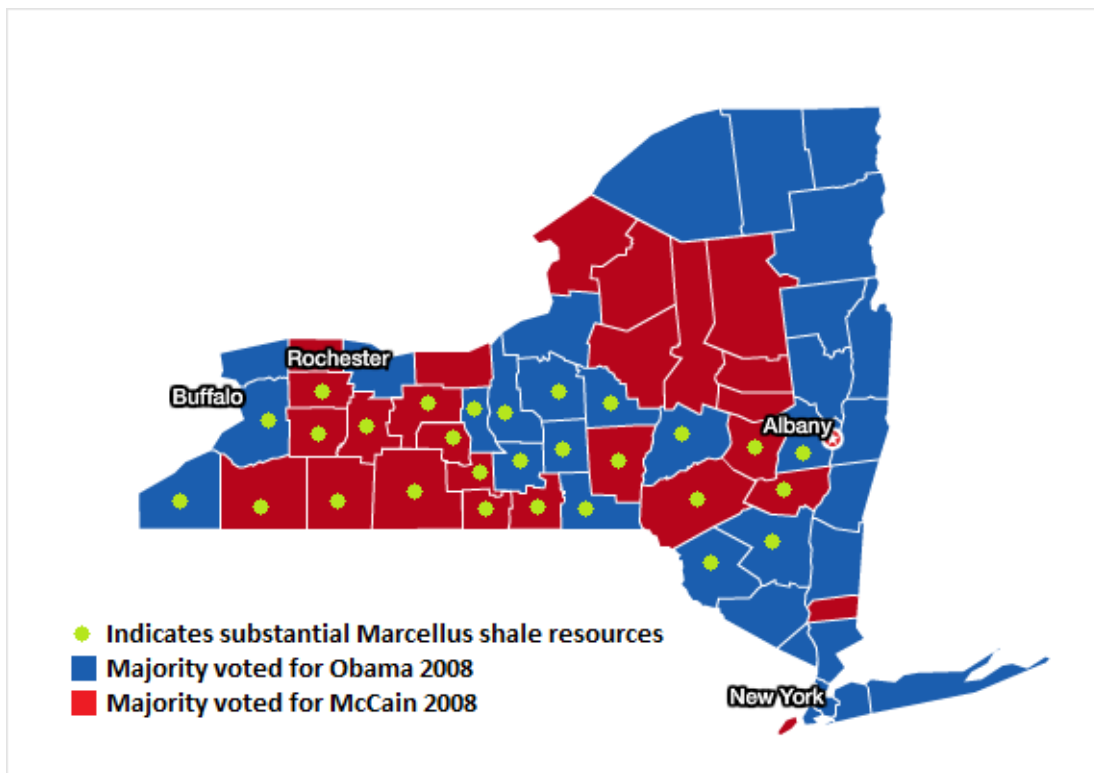 Rochester
Buffalo
Albany
Indicates substantial Marcellus shale resources
Majority voted for Obama 2008
Majority voted for McCain 2008
New York